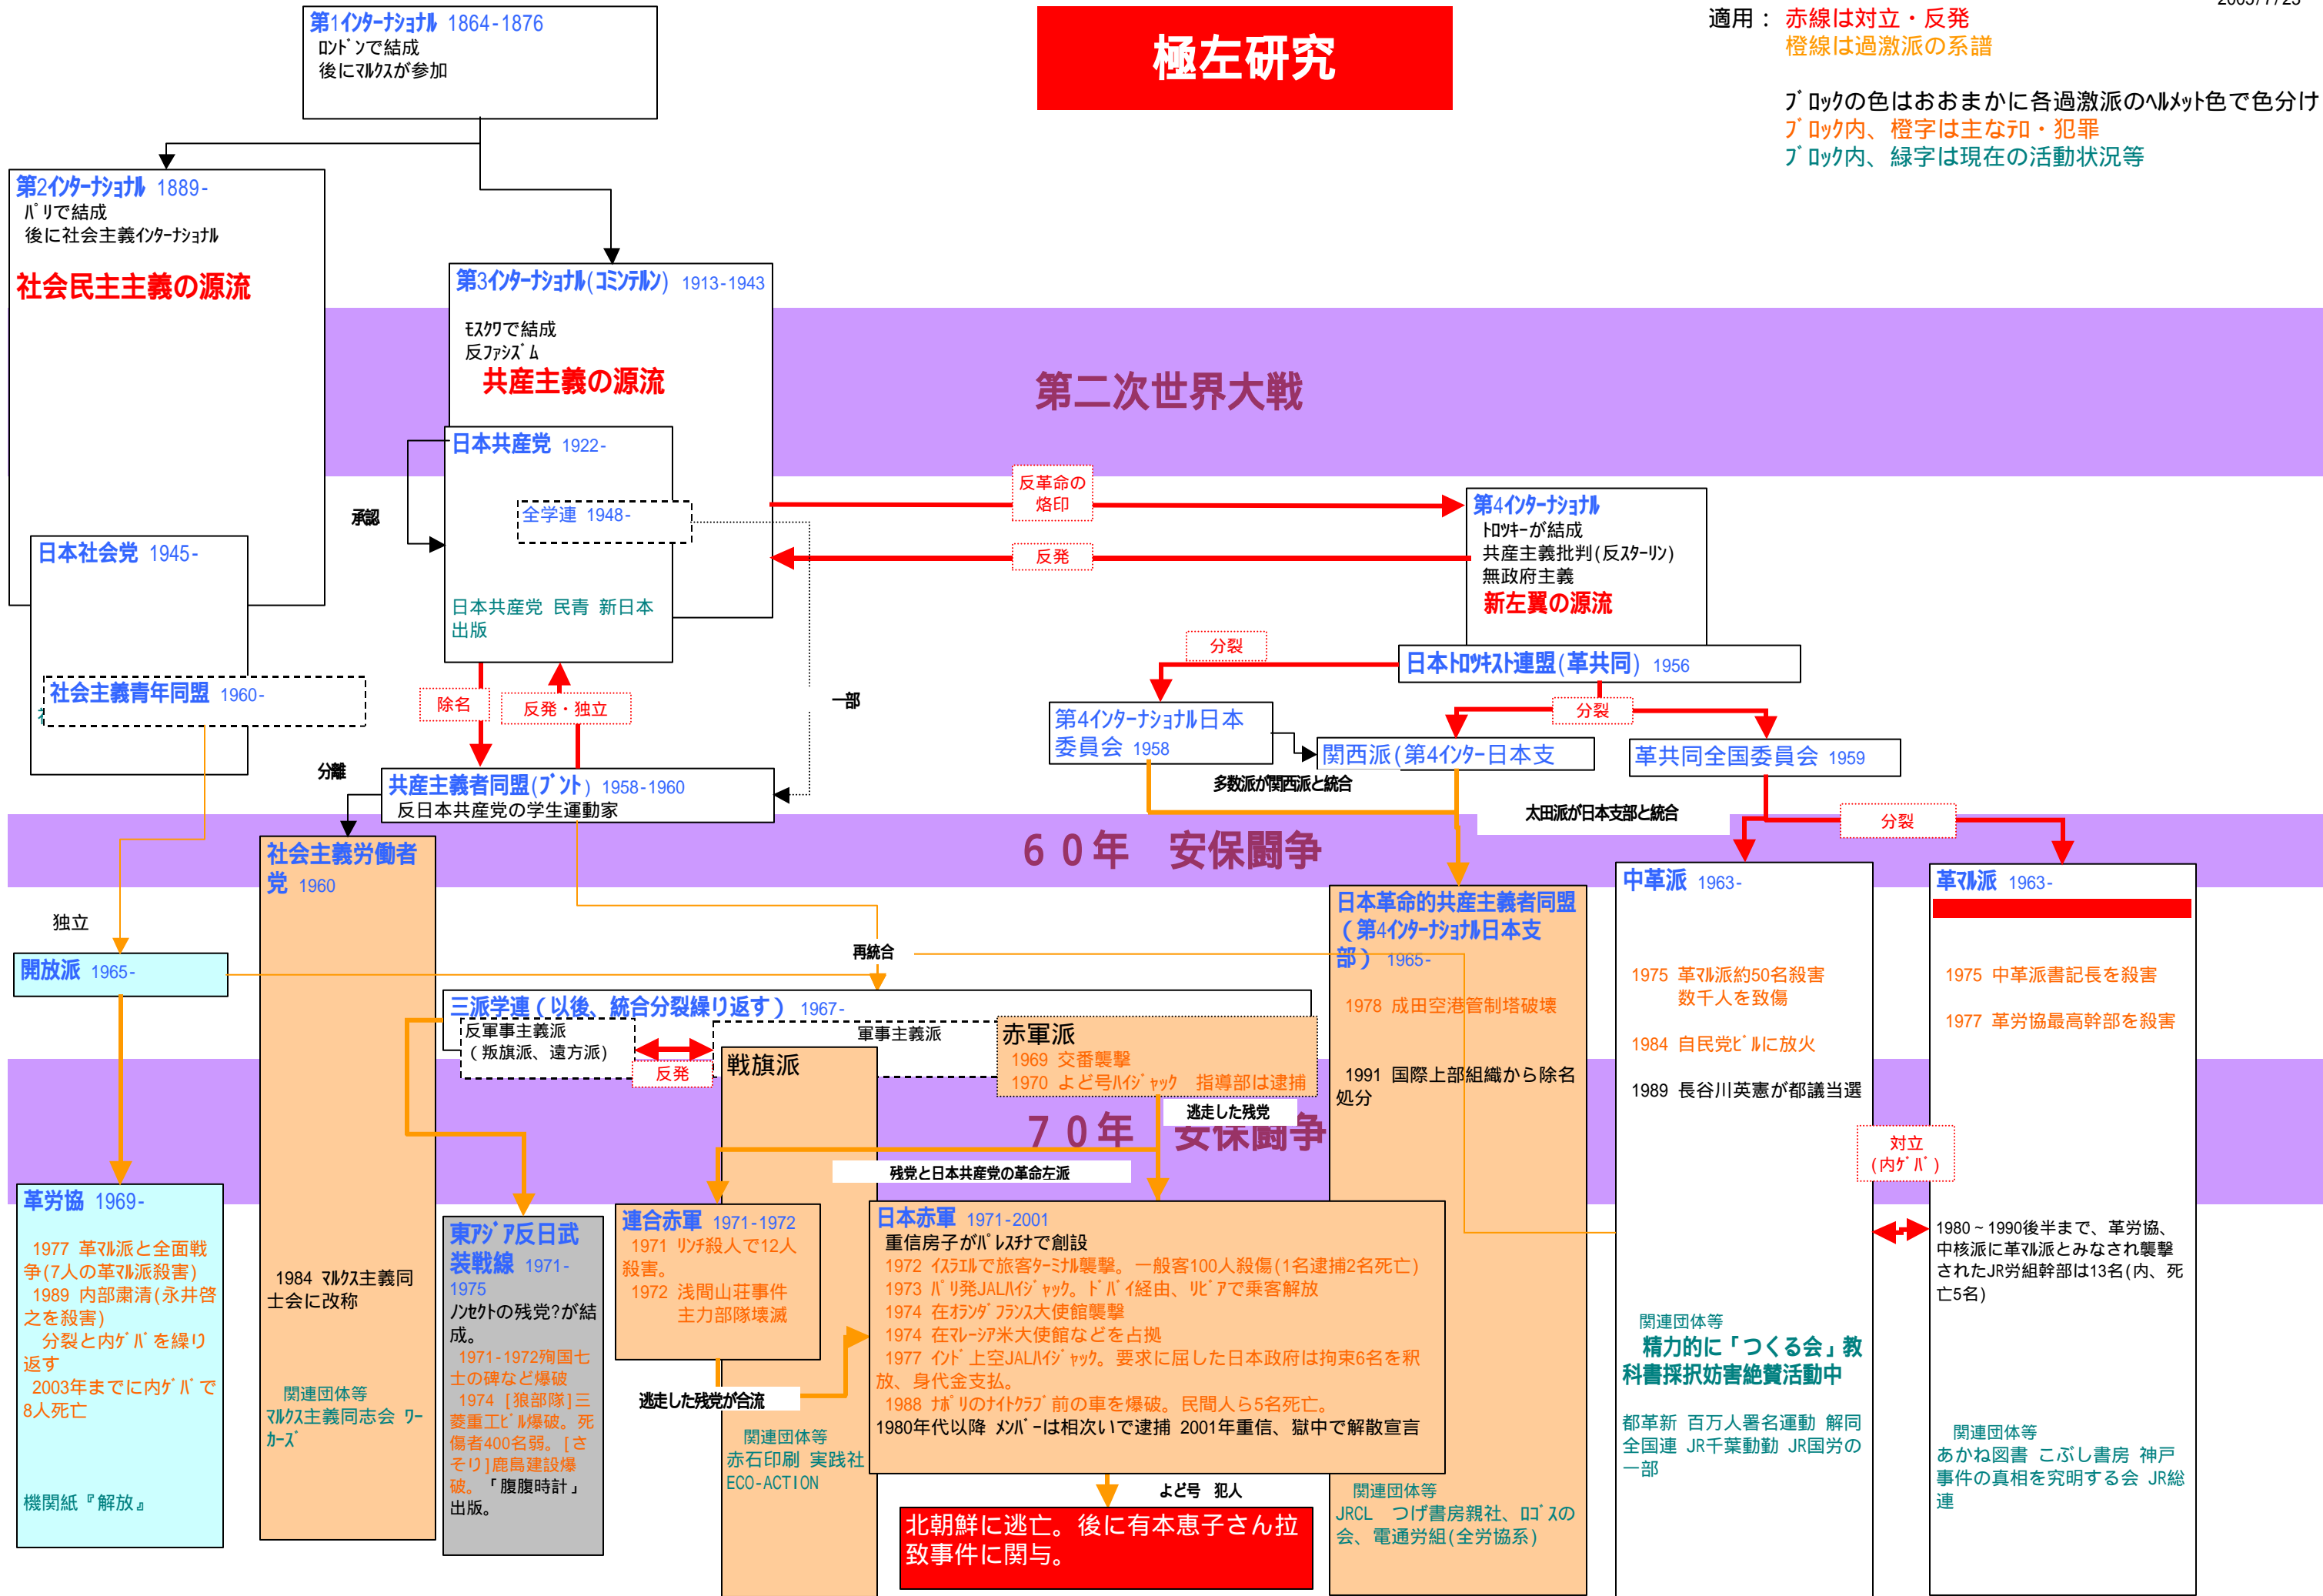 第1ｲﾝﾀｰﾅｼｮﾅﾙ 1864-1876
ﾛﾝﾄﾞﾝで結成
後にﾏﾙｸｽが参加
極左研究
適用： 赤線は対立・反発
橙線は過激派の系譜
ﾌﾞﾛｯｸの色はおおまかに各過激派のﾍﾙﾒｯﾄ色で色分け
ﾌﾞﾛｯｸ内、橙字は主なﾃﾛ・犯罪
ﾌﾞﾛｯｸ内、緑字は現在の活動状況等
第2ｲﾝﾀｰﾅｼｮﾅﾙ 1889-
ﾊﾟﾘで結成
後に社会主義ｲﾝﾀｰﾅｼｮﾅﾙ
社会民主主義の源流
第3ｲﾝﾀｰﾅｼｮﾅﾙ(ｺﾐﾝﾃﾙﾝ) 1913-1943
ﾓｽｸﾜで結成
反ﾌｧｼｽﾞﾑ
共産主義の源流
第二次世界大戦
日本共産党 1922-
承認
全学連 1948-
日本共産党 民青 新日本
出版
反革命の
烙印
反発
第4ｲﾝﾀｰﾅｼｮﾅﾙ
ﾄﾛﾂｷｰが結成
共産主義批判(反ｽﾀｰﾘﾝ)
無政府主義
新左翼の源流
日本社会党 1945-
社会主義青年同盟 1960-
除名
反発・独立
一部
分裂
日本ﾄﾛﾂｷｽﾄ連盟(革共同) 1956
分裂
第4ｲﾝﾀｰﾅｼｮﾅﾙ日本
委員会 1958
関西派(第4ｲﾝﾀｰ日本支
革共同全国委員会 1959
分離
共産主義者同盟(ﾌﾞﾝﾄ) 1958-1960
反日本共産党の学生運動家
多数派が関西派と統合
太田派が日本支部と統合
分裂
６０年　安保闘争
社会主義労働者
党 1960
1984 ﾏﾙｸｽ主義同
士会に改称
関連団体等
ﾏﾙｸｽ主義同志会 ﾜｰ
ｶｰｽﾞ
独立
開放派 1965-
再統合
三派学連（以後、統合分裂繰り返す） 1967-
反軍事主義派
（叛旗派、遠方派)
反発
軍事主義派
赤軍派
1969 交番襲撃
1970 よど号ﾊｲｼﾞｬｯｸ　指導部は逮捕
戦旗派
関連団体等
赤石印刷 実践社
ECO-ACTION
逃走した残党
７０年　安保闘争
残党と日本共産党の革命左派
日本革命的共産主義者同盟
（第4ｲﾝﾀｰﾅｼｮﾅﾙ日本支
部） 1965-
1978 成田空港管制塔破壊
1991 国際上部組織から除名
処分
関連団体等
JRCL　つげ書房親社、ﾛｺﾞｽの
会、電通労組(全労協系)
中革派 1963-
1975 革ﾏﾙ派約50名殺害
数千人を致傷
1984 自民党ﾋﾞﾙに放火
1989 長谷川英憲が都議当選
関連団体等
精力的に「つくる会」教
科書採択妨害絶賛活動中
都革新 百万人署名運動 解同
全国連 JR千葉動勤 JR国労の
一部
対立
(内ｹﾞﾊﾞ)
革ﾏﾙ派 1963-
1975 中革派書記長を殺害
1977 革労協最高幹部を殺害
1980～1990後半まで、革労協、
中核派に革ﾏﾙ派とみなされ襲撃
されたJR労組幹部は13名(内、死
亡5名)
関連団体等
あかね図書 こぶし書房 神戸
事件の真相を究明する会 JR総
連
革労協 1969-
1977 革ﾏﾙ派と全面戦
争(7人の革ﾏﾙ派殺害)
1989 内部粛清(永井啓
之を殺害)
分裂と内ｹﾞﾊﾞを繰り
返す
2003年までに内ｹﾞﾊﾞで
8人死亡
機関紙『解放』
東ｱｼﾞｱ反日武
装戦線 1971-
1975
ﾉﾝｾｸﾄの残党?が結
成。
1971-1972殉国七
士の碑など爆破
1974 [狼部隊]三
菱重工ﾋﾞﾙ爆破。死
傷者400名弱。[さ
そり]鹿島建設爆
破。「腹腹時計」
出版。
連合赤軍 1971-1972
1971 ﾘﾝﾁ殺人で12人
殺害。
1972 浅間山荘事件
主力部隊壊滅
逃走した残党が合流
日本赤軍 1971-2001
重信房子がﾊﾟﾚｽﾁﾅで創設
1972 ｲｽﾗｴﾙで旅客ﾀｰﾐﾅﾙ襲撃。一般客100人殺傷(1名逮捕2名死亡)
1973 ﾊﾟﾘ発JALﾊｲｼﾞｬｯｸ。ﾄﾞﾊﾞｲ経由、ﾘﾋﾞｱで乗客解放
1974 在ｵﾗﾝﾀﾞﾌﾗﾝｽ大使館襲撃
1974 在ﾏﾚｰｼｱ米大使館などを占拠
1977 ｲﾝﾄﾞ上空JALﾊｲｼﾞｬｯｸ。要求に屈した日本政府は拘束6名を釈
放、身代金支払。
1988 ﾅﾎﾟﾘのﾅｲﾄｸﾗﾌﾞ前の車を爆破。民間人ら5名死亡。
1980年代以降 ﾒﾝﾊﾞｰは相次いで逮捕 2001年重信、獄中で解散宣言
よど号　犯人
北朝鮮に逃亡。後に有本恵子さん拉
致事件に関与。